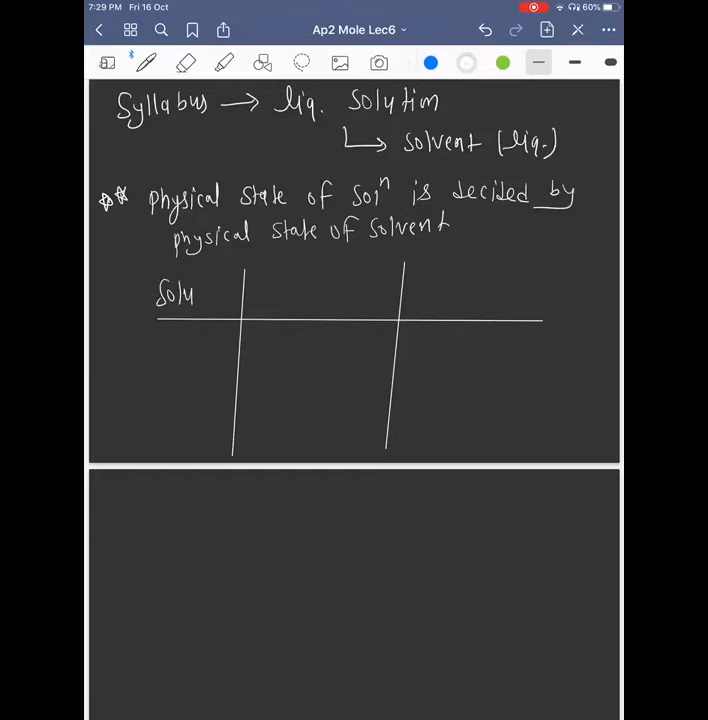 7:29 PM Fri 16 Oct
60%
Ap2 Mole Lec6
Syllabus → liq. solution
↳ solvent (liq.)
** physical state of solⁿ is decided by
physical state of solvent
Solu